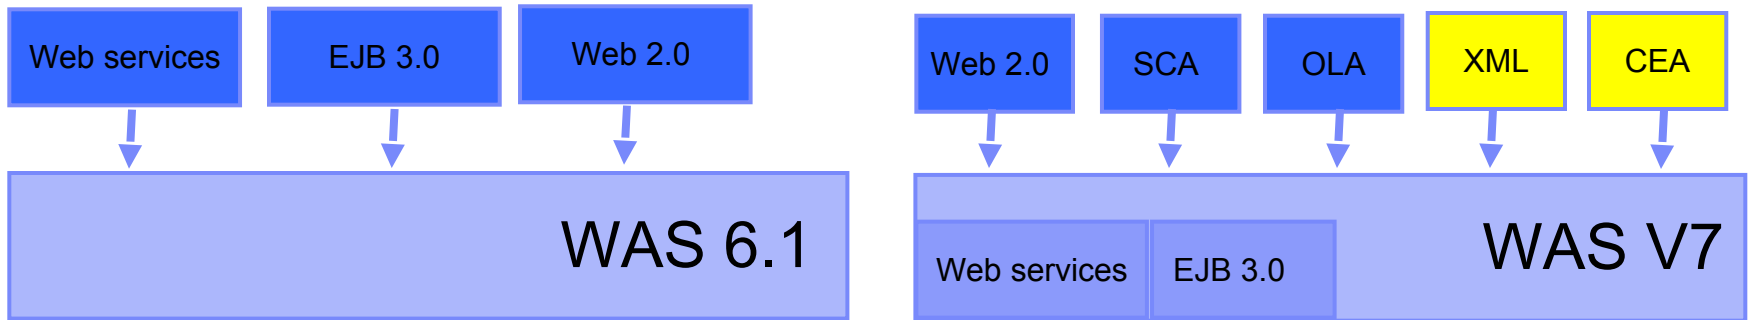 Web services
EJB 3.0
Web 2.0
WAS 6.1
Web 2.0
SCA
OLA
XML
CEA
WAS V7
Web services
EJB 3.0